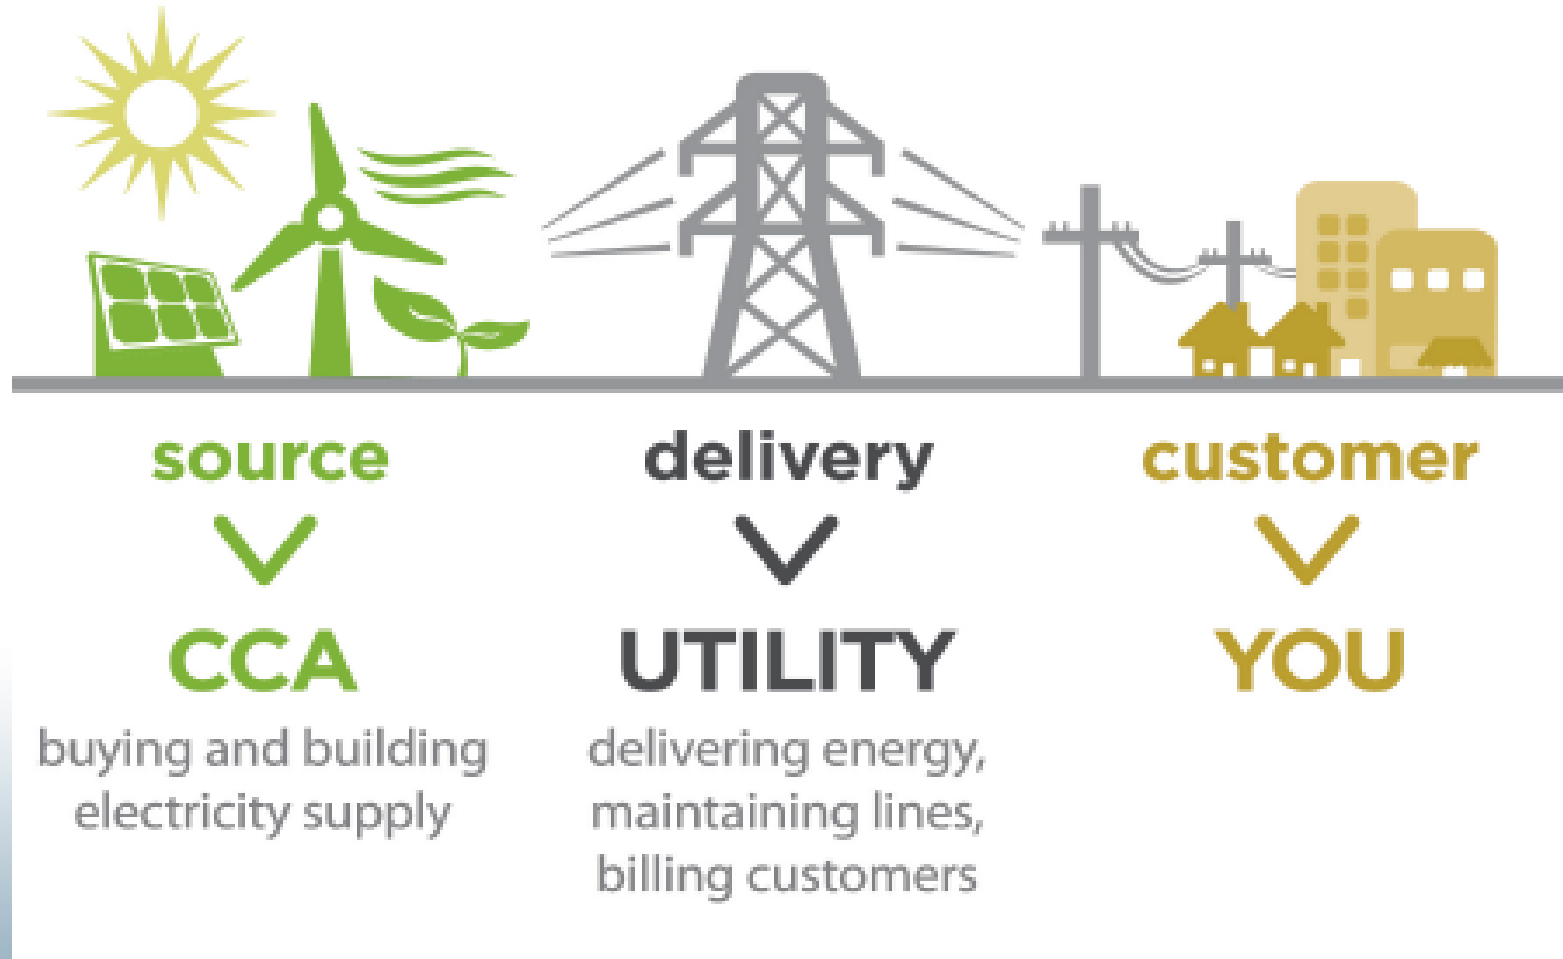 source
CCA
buying and building
electricity supply
delivery
UTILITY
delivering energy,
maintaining lines,
billing customers
customer
YOU